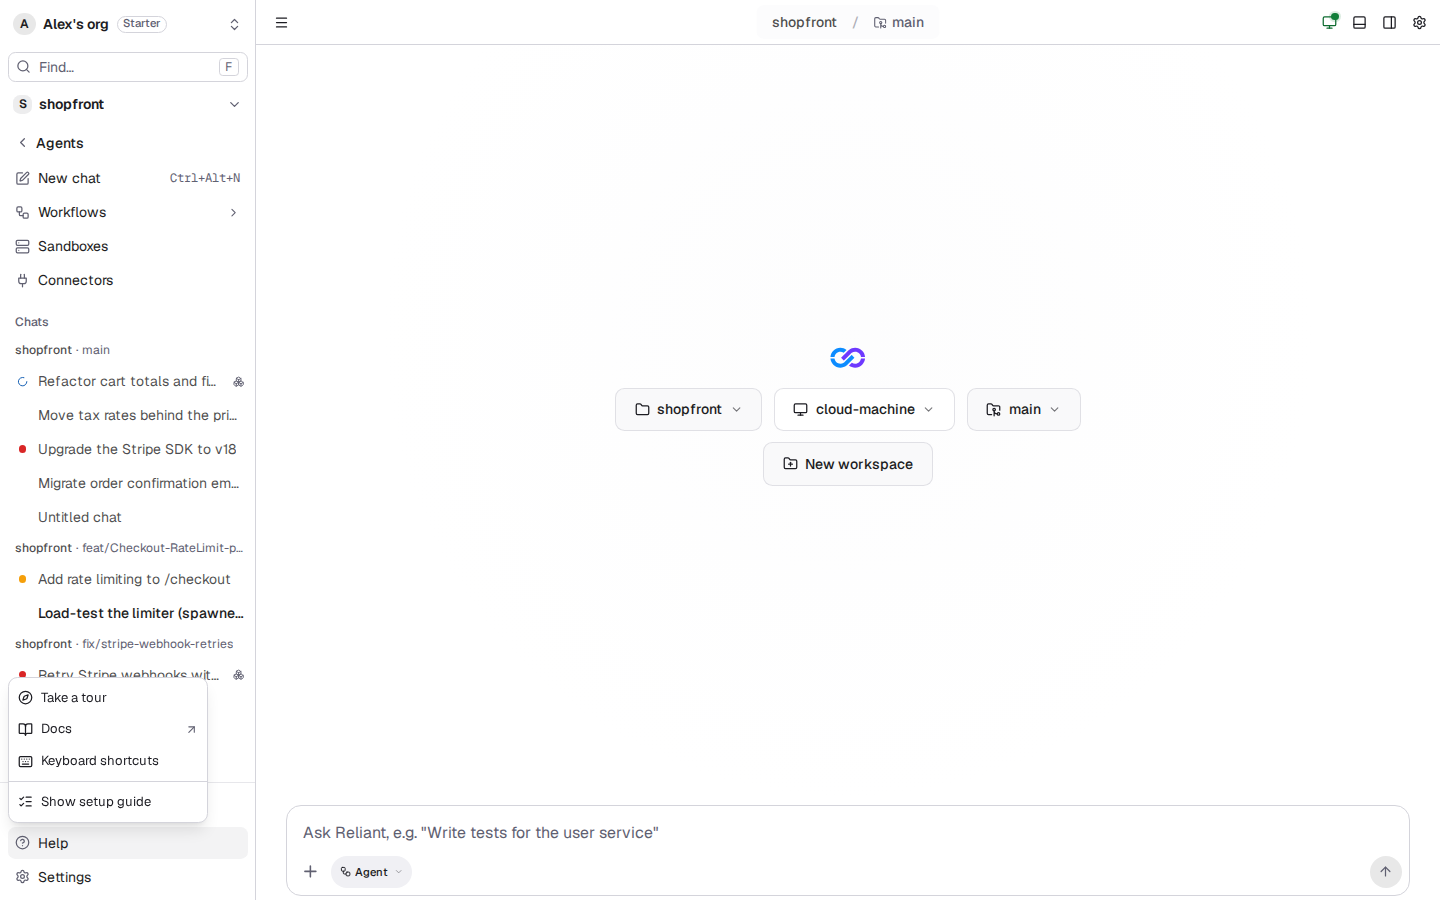 A Alex's org Starter
Find... F
S shopfront
Agents
New chat Ctrl+Alt+N
Workflows
Sandboxes
Connectors
Chats
shopfront · main
Refactor cart totals and fi...
Move tax rates behind the pri...
Upgrade the Stripe SDK to v18
Migrate order confirmation em...
Untitled chat
shopfront · feat/Checkout-RateLimit-p...
Add rate limiting to /checkout
Load-test the limiter (spawne...
shopfront · fix/stripe-webhook-retries
Retry Stripe webhooks wit...
Take a tour
Docs
Keyboard shortcuts
Show setup guide
Help
Settings
shopfront / main
shopfront cloud-machine main
New workspace
Ask Reliant, e.g. "Write tests for the user service"
Agent